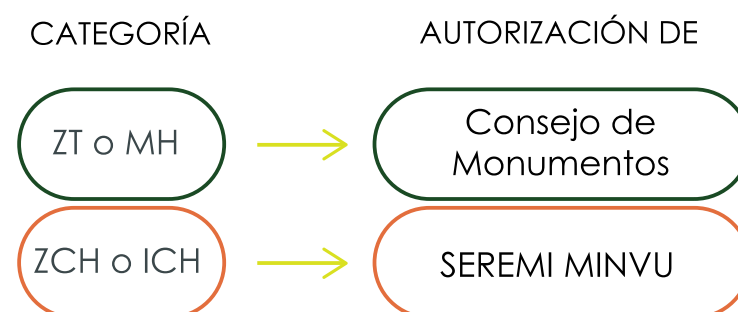 CATEGORÍA
AUTORIZACIÓN DE
ZT o MH
Consejo de
Monumentos
ZCH o ICH
SEREMI MINVU